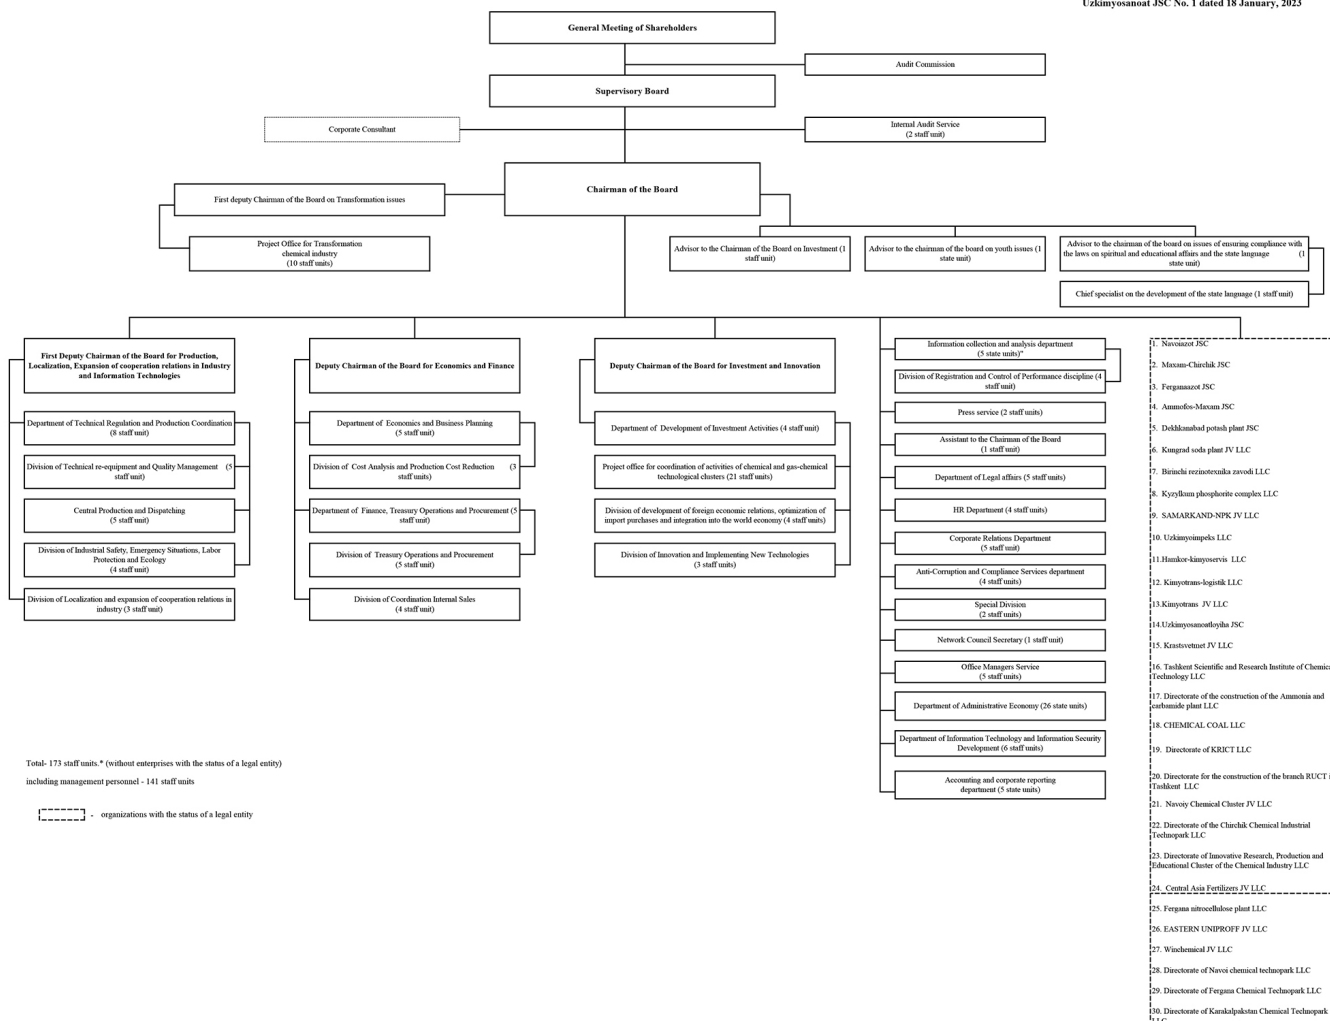 Uzkimyosanoat JSC No. 1 dated 18 January, 2023
General Meeting of Shareholders
Audit Commission
Supervisory Board
Corporate Consultant
Internal Audit Service
(2 staff unit)
Chairman of the Board
First deputy Chairman of the Board on Transformation issues
Project Office for Transformation
chemical industry
(10 staff units)
Advisor to the Chairman of the Board on Investment (1
staff unit)
Advisor to the chairman of the board on youth issues (1
state unit)
Advisor to the chairman of the board on issues of ensuring compliance with
the laws on spiritual and educational affairs and the state language (1
state unit)
Chief specialist on the development of the state language (1 staff unit)
First Deputy Chairman of the Board for Production,
Localization, Expansion of cooperation relations in Industry
and Information Technologies
Department of Technical Regulation and Production Coordination
(8 staff unit)
Division of Technical re-equipment and Quality Management (5
staff unit)
Central Production and Dispatching
(5 staff unit)
Division of Industrial Safety, Emergency Situations, Labor
Protection and Ecology
(4 staff unit)
Division of Localization and expansion of cooperation relations in
industry (3 staff unit)
Deputy Chairman of the Board for Economics and Finance
Department of Economics and Business Planning
(5 staff unit)
Division of Cost Analysis and Production Cost Reduction (3
staff units)
Department of Finance, Treasury Operations and Procurement (5
staff unit)
Division of Treasury Operations and Procurement
(5 staff unit)
Division of Coordination Internal Sales
(4 staff unit)
Deputy Chairman of the Board for Investment and Innovation
Department of Development of Investment Activities (4 staff unit)
Project office for coordination of activities of chemical and gas-chemical
technological clusters (21 staff units)
Division of development of foreign economic relations, optimization of
import purchases and integration into the world economy (4 staff units)
Division of Innovation and Implementing New Technologies
(3 staff units)
Information collection and analysis department
(5 state units)"
Division of Registration and Control of Performance discipline (4
staff unit)
Press service (2 staff units)
Assistant to the Chairman of the Board
(1 staff unit)
Department of Legal affairs (5 staff units)
HR Department (4 staff units)
Corporate Relations Department
(5 staff unit)
Anti-Corruption and Compliance Services department
(4 staff units)
Special Division
(2 staff units)
Network Council Secretary (1 staff unit)
Office Managers Service
(5 staff units)
Department of Administrative Economy (26 state units)
Department of Information Technology and Information Security
Development (6 staff units)
Accounting and corporate reporting
department (5 state units)
1. Navoiazot JSC
2. Maxam-Chirchik JSC
3. Ferganaazot JSC
4. Ammofos-Maxam JSC
5. Dekhkanabad potash plant JSC
6. Kungrad soda plant JV LLC
7. Birinchi rezinotexnika zavodi LLC
8. Kyzylkum phosphorite complex LLC
9. SAMARKAND-NPK JV LLC
10. Uzkimyoimpeks LLC
11.Hamkor-kimyoservis LLC
12. Kimyotrans-logistik LLC
13.Kimyotrans JV LLC
14.Uzkimyosanoatloyiha JSC
15. Krastsvetmet JV LLC
16. Tashkent Scientific and Research Institute of Chemica
Technology LLC
17. Directorate of the construction of the Ammonia and
carbamide plant LLC
18. CHEMICAL COAL LLC
19. Directorate of KRICT LLC
20. Directorate for the construction of the branch RUCT i
Tashkent LLC
21. Navoiy Chemical Cluster JV LLC
22. Directorate of the Chirchik Chemical Industrial
Technopark LLC
23. Directorate of Innovative Research, Production and
Educational Cluster of the Chemical Industry LLC
24. Central Asia Fertilizers JV LLC
25. Fergana nitrocellulose plant LLC
26. EASTERN UNIPROFF JV LLC
27. Winchemical JV LLC
28. Directorate of Navoi chemical technopark LLC
29. Directorate of Fergana Chemical Technopark LLC
30. Directorate of Karakalpakstan Chemical Technopark
LLC
Total- 173 staff units.* (without enterprises with the status of a legal entity)
including management personnel - 141 staff units
- organizations with the status of a legal entity